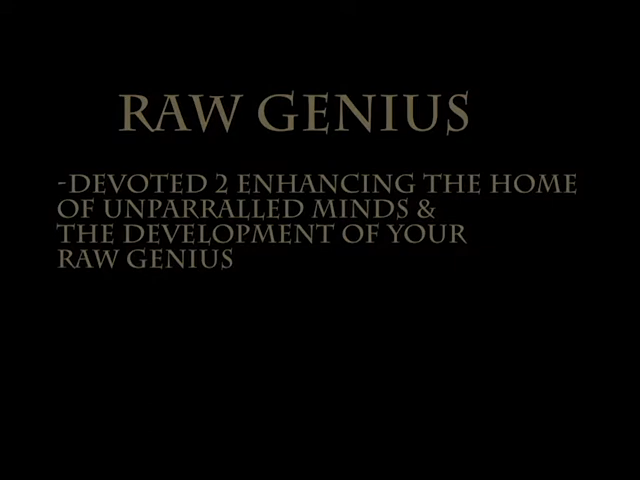 RAW GENIUS
-DEVOTED 2 ENHANCING THE HOME
OF UNPARRALLED MINDS &
THE DEVELOPMENT OF YOUR
RAW GENIUS